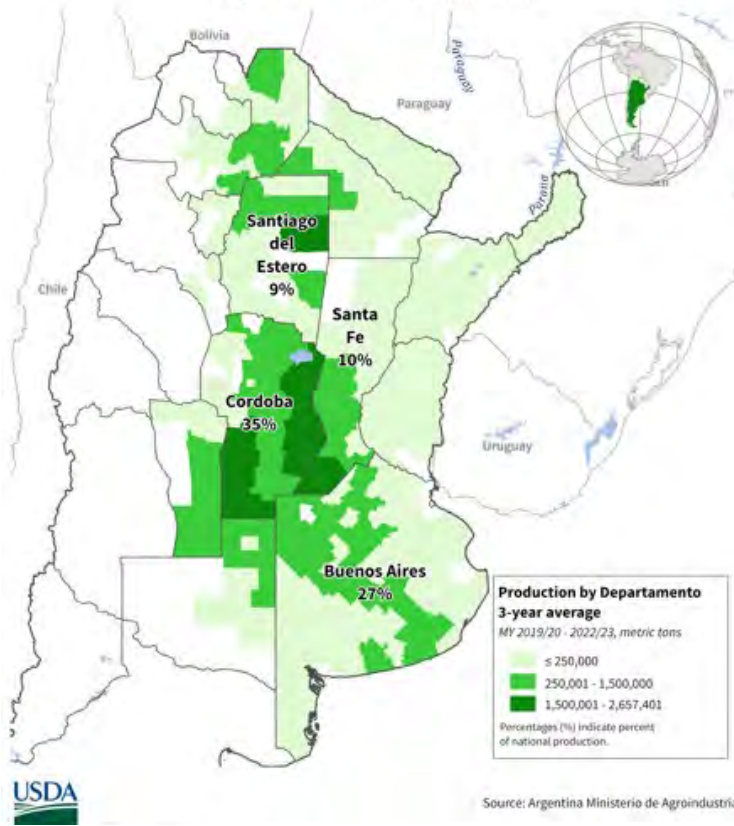 Bolivia
Paraguay
Paraguay
Parana
Chile
Santiago
del
Estero
9%
Santa
Fe
10%
Cordoba
35%
Uruguay
Buenos Aires
27%
Production by Departamento
3-year average
MY 2019/20 - 2022/23, metric tons
≤ 250,000
250,001 - 1,500,000
1,500,001 - 2,657,401
Percentages (%) indicate percent
of national production.
USDA
Source: Argentina Ministerio de Agroindustria